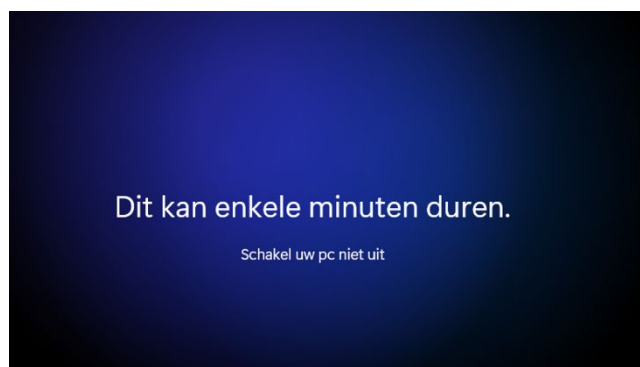 Dit kan enkele minuten duren.
Schakel uw pc niet uit